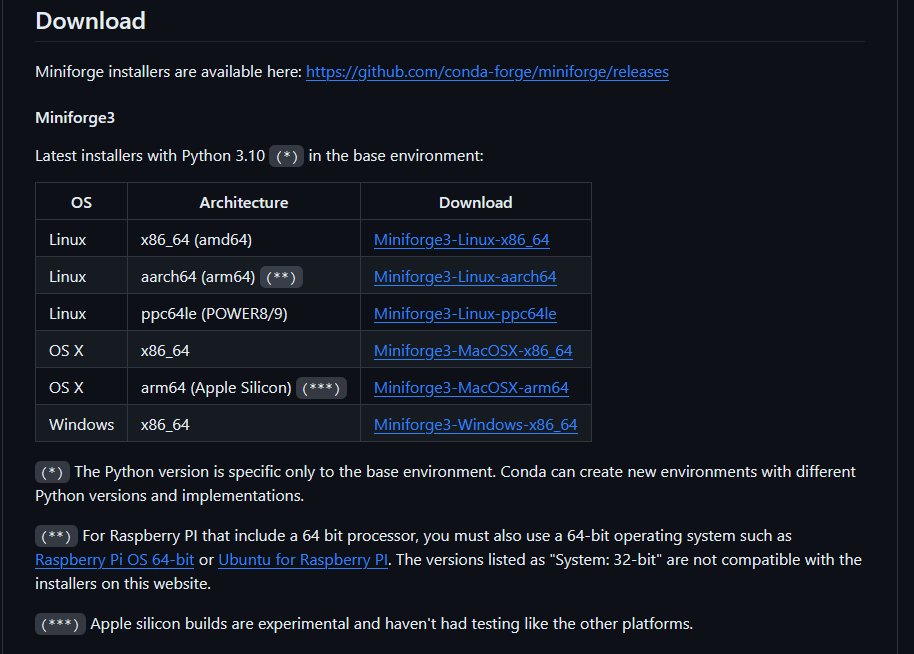 Download
Miniforge installers are available here: https://github.com/conda-forge/miniforge/releases
Miniforge3
Latest installers with Python 3.10 (*) in the base environment:
OS Architecture Download
Linux x86_64 (amd64) Miniforge3-Linux-x86_64
Linux aarch64 (arm64) (**) Miniforge3-Linux-aarch64
Linux ppc64le (POWER8/9) Miniforge3-Linux-ppc64le
OS X x86_64 Miniforge3-MacOSX-x86_64
OS X arm64 (Apple Silicon) (***) Miniforge3-MacOSX-arm64
Windows x86_64 Miniforge3-Windows-x86_64
(*) The Python version is specific only to the base environment. Conda can create new environments with different
Python versions and implementations.
(**) For Raspberry PI that include a 64 bit processor, you must also use a 64-bit operating system such as
Raspberry Pi OS 64-bit or Ubuntu for Raspberry PI. The versions listed as "System: 32-bit" are not compatible with the
installers on this website.
(***) Apple silicon builds are experimental and haven't had testing like the other platforms.